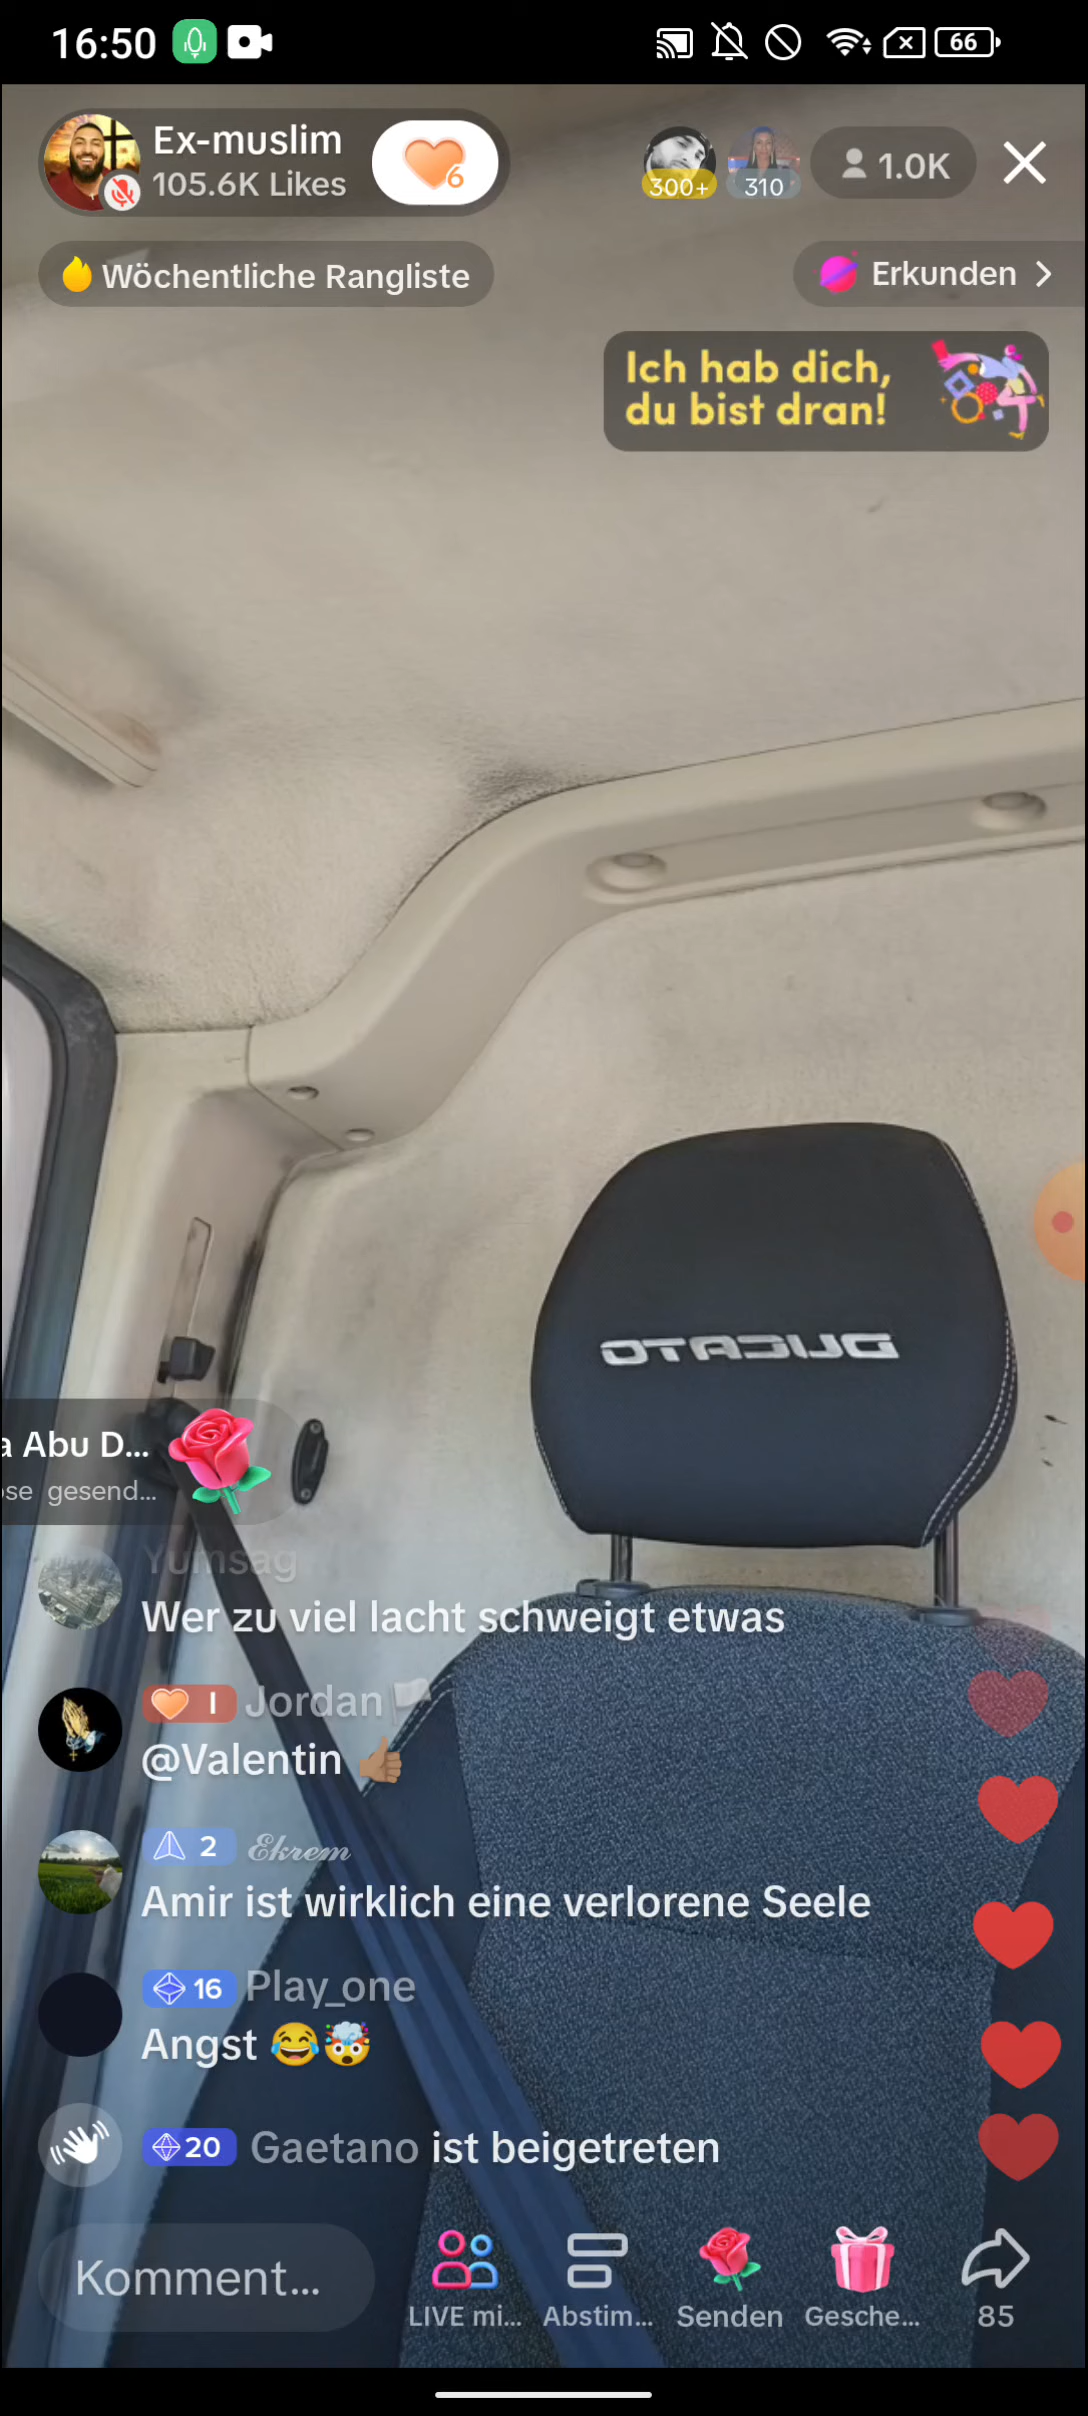 16:50
66
Ex-muslim
105.6K Likes
6
300+
310
1.0K
Wöchentliche Rangliste
Erkunden
Ich hab dich,
du bist dran!
DUCATO
a Abu D...
ose gesend...
Yumsag
Wer zu viel lacht schweigt etwas
I Jordan
@Valentin
2 Ekrem
Amir ist wirklich eine verlorene Seele
16 Play_one
Angst 😂🤯
20 Gaetano ist beigetreten
Komment...
LIVE mi...
Abstim...
Senden
Gesche...
85